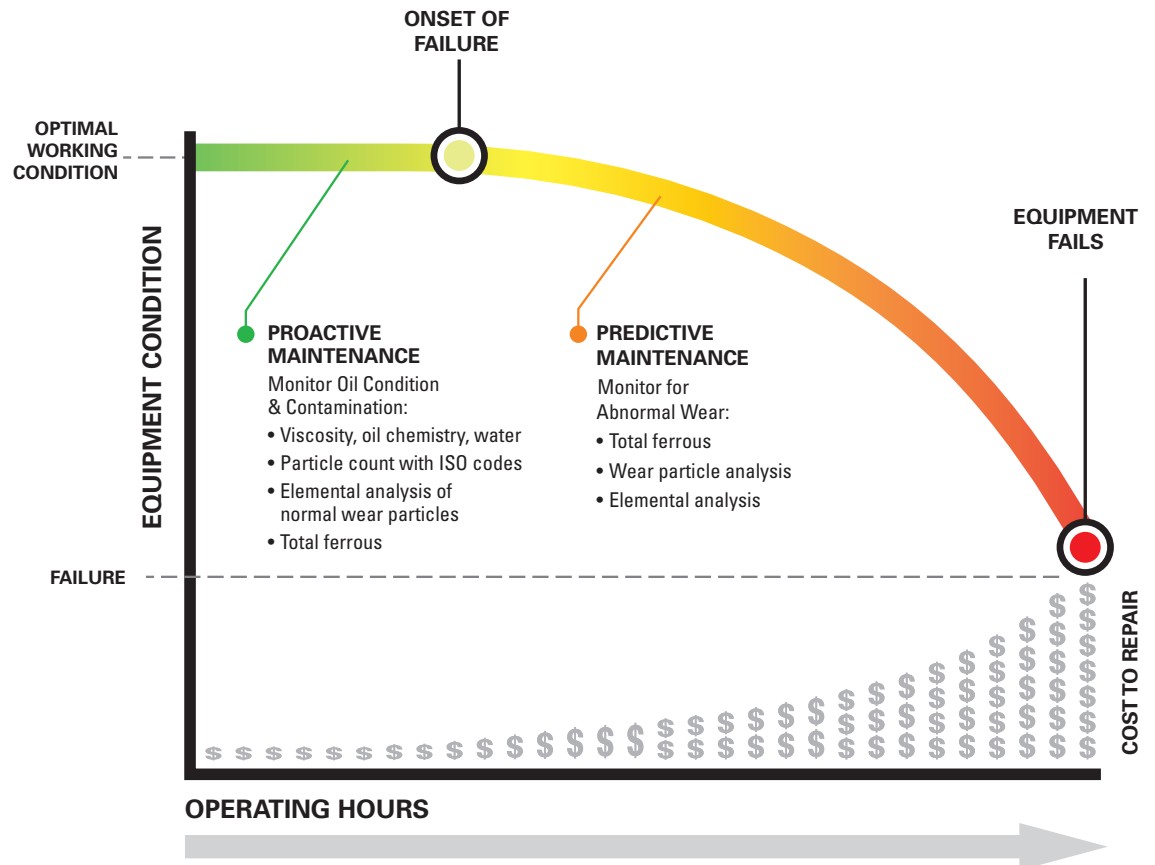 ONSET OF
FAILURE
OPTIMAL
WORKING
CONDITION
EQUIPMENT CONDITION
EQUIPMENT
FAILS
PROACTIVE
MAINTENANCE
Monitor Oil Condition
& Contamination:
• Viscosity, oil chemistry, water
• Particle count with ISO codes
• Elemental analysis of
normal wear particles
• Total ferrous
PREDICTIVE
MAINTENANCE
Monitor for
Abnormal Wear:
• Total ferrous
• Wear particle analysis
• Elemental analysis
FAILURE
COST TO REPAIR
OPERATING HOURS